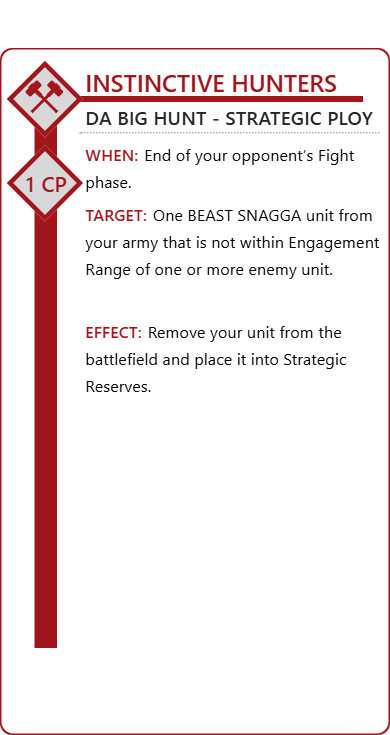 INSTINCTIVE HUNTERS
DA BIG HUNT - STRATEGIC PLOY
1 CP
WHEN: End of your opponent’s Fight
phase.
TARGET: One BEAST SNAGGA unit from
your army that is not within Engagement
Range of one or more enemy unit.
EFFECT: Remove your unit from the
battlefield and place it into Strategic
Reserves.